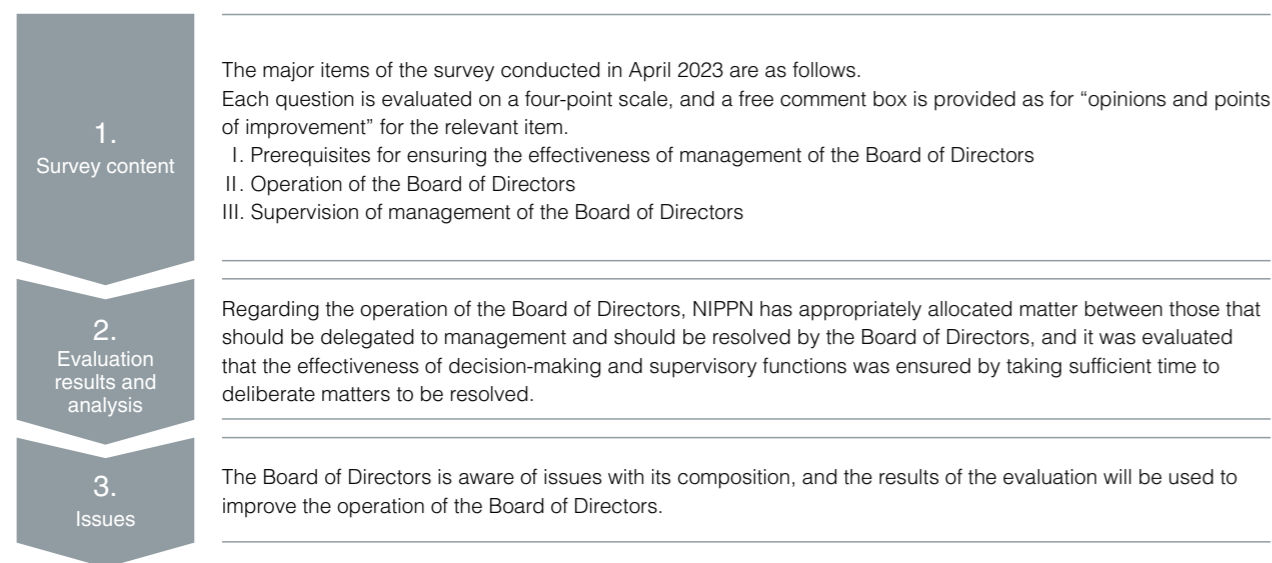 1.
Survey content
The major items of the survey conducted in April 2023 are as follows.
Each question is evaluated on a four-point scale, and a free comment box is provided as for “opinions and points
of improvement” for the relevant item.
I. Prerequisites for ensuring the effectiveness of management of the Board of Directors
II. Operation of the Board of Directors
III. Supervision of management of the Board of Directors
2.
Evaluation
results and
analysis
Regarding the operation of the Board of Directors, NIPPN has appropriately allocated matter between those that
should be delegated to management and should be resolved by the Board of Directors, and it was evaluated
that the effectiveness of decision-making and supervisory functions was ensured by taking sufficient time to
deliberate matters to be resolved.
3.
Issues
The Board of Directors is aware of issues with its composition, and the results of the evaluation will be used to
improve the operation of the Board of Directors.